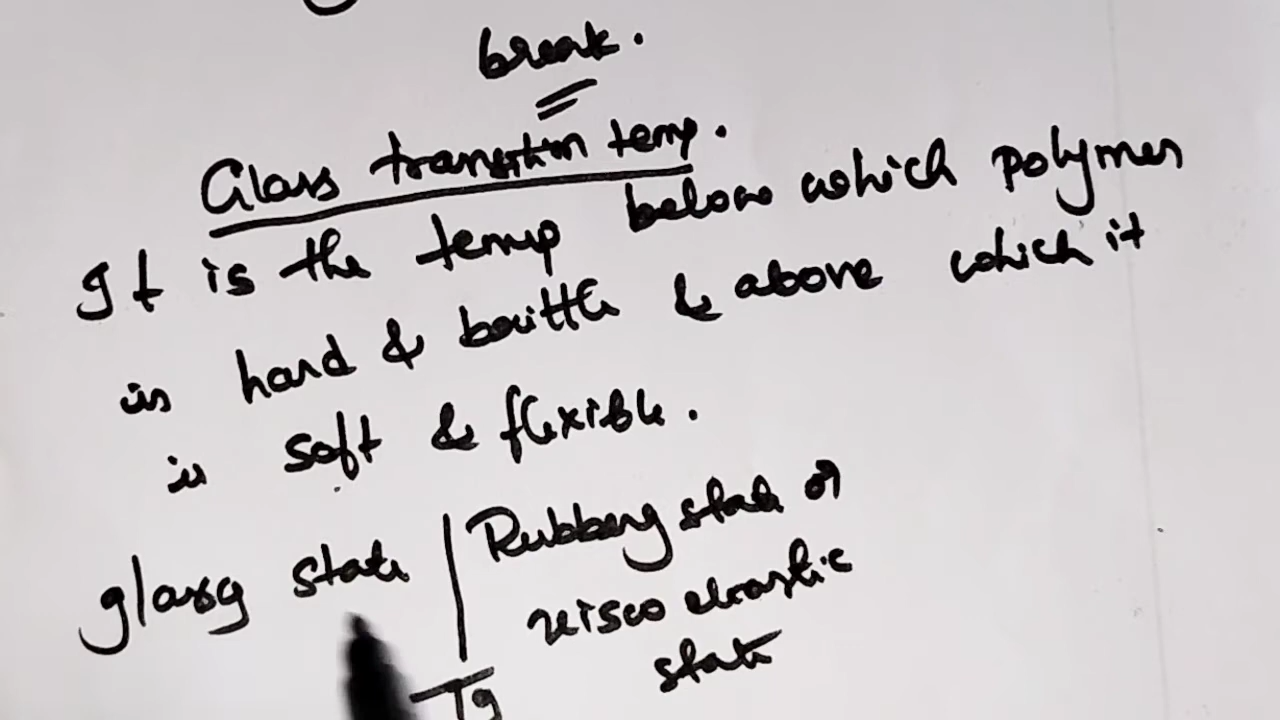 break.
Glass transition temp.
It is the temp below which polymer
is hard & brittle & above which it
is soft & flexible.
glassy state | Rubbery state or
visco elastic
state
Tg